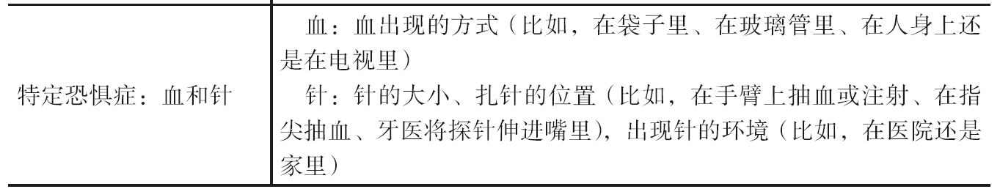 血：血出现的方式（比如，在袋子里、在玻璃管里、在人身上还
是在电视里）
特定恐惧症：血和针
针：针的大小、扎针的位置（比如，在手臂上抽血或注射、在指
尖抽血、牙医将探针伸进嘴里），出现针的环境（比如，在医院还是
家里）